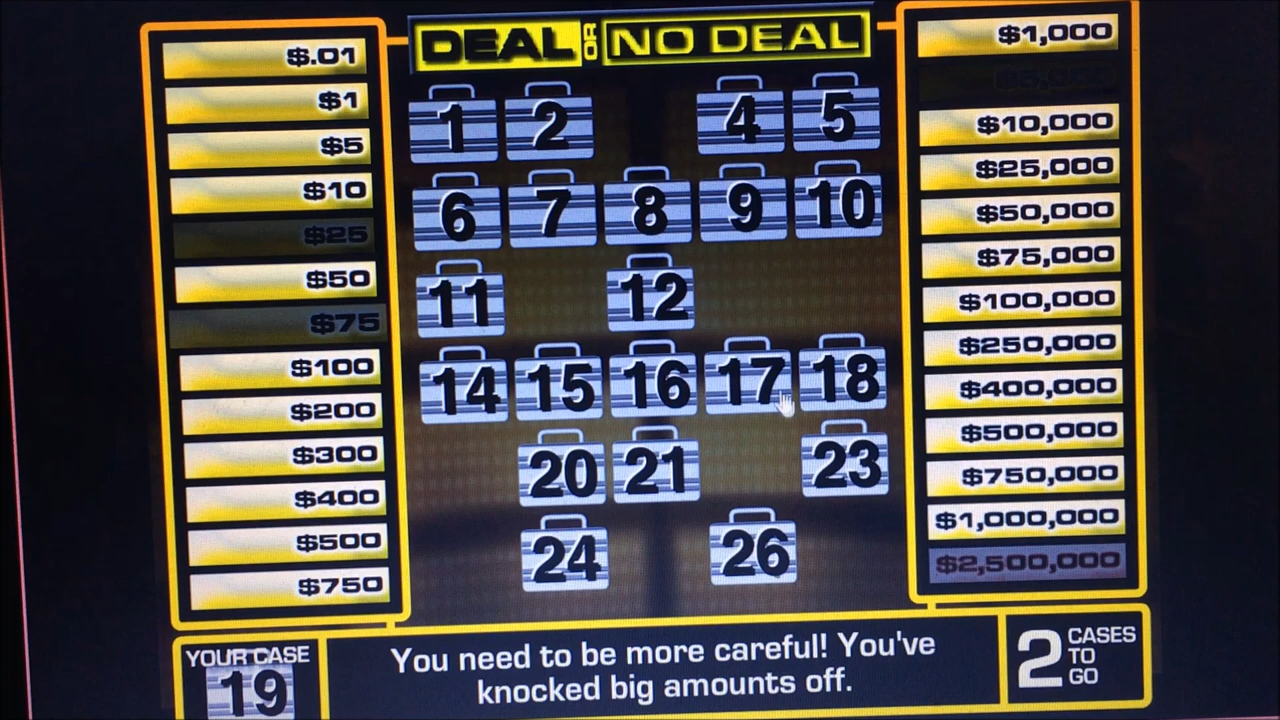 DEAL OR NO DEAL
$.01
$1
$5
$10
$25
$50
$75
$100
$200
$300
$400
$500
$750
1 2 4 5
6 7 8 9 10
11 12
14 15 16 17 18
20 21 23
24 26
$1,000
$5,000
$10,000
$25,000
$50,000
$75,000
$100,000
$250,000
$400,000
$500,000
$750,000
$1,000,000
$2,500,000
YOUR CASE
19
You need to be more careful! You've
knocked big amounts off.
2 CASES
TO
GO